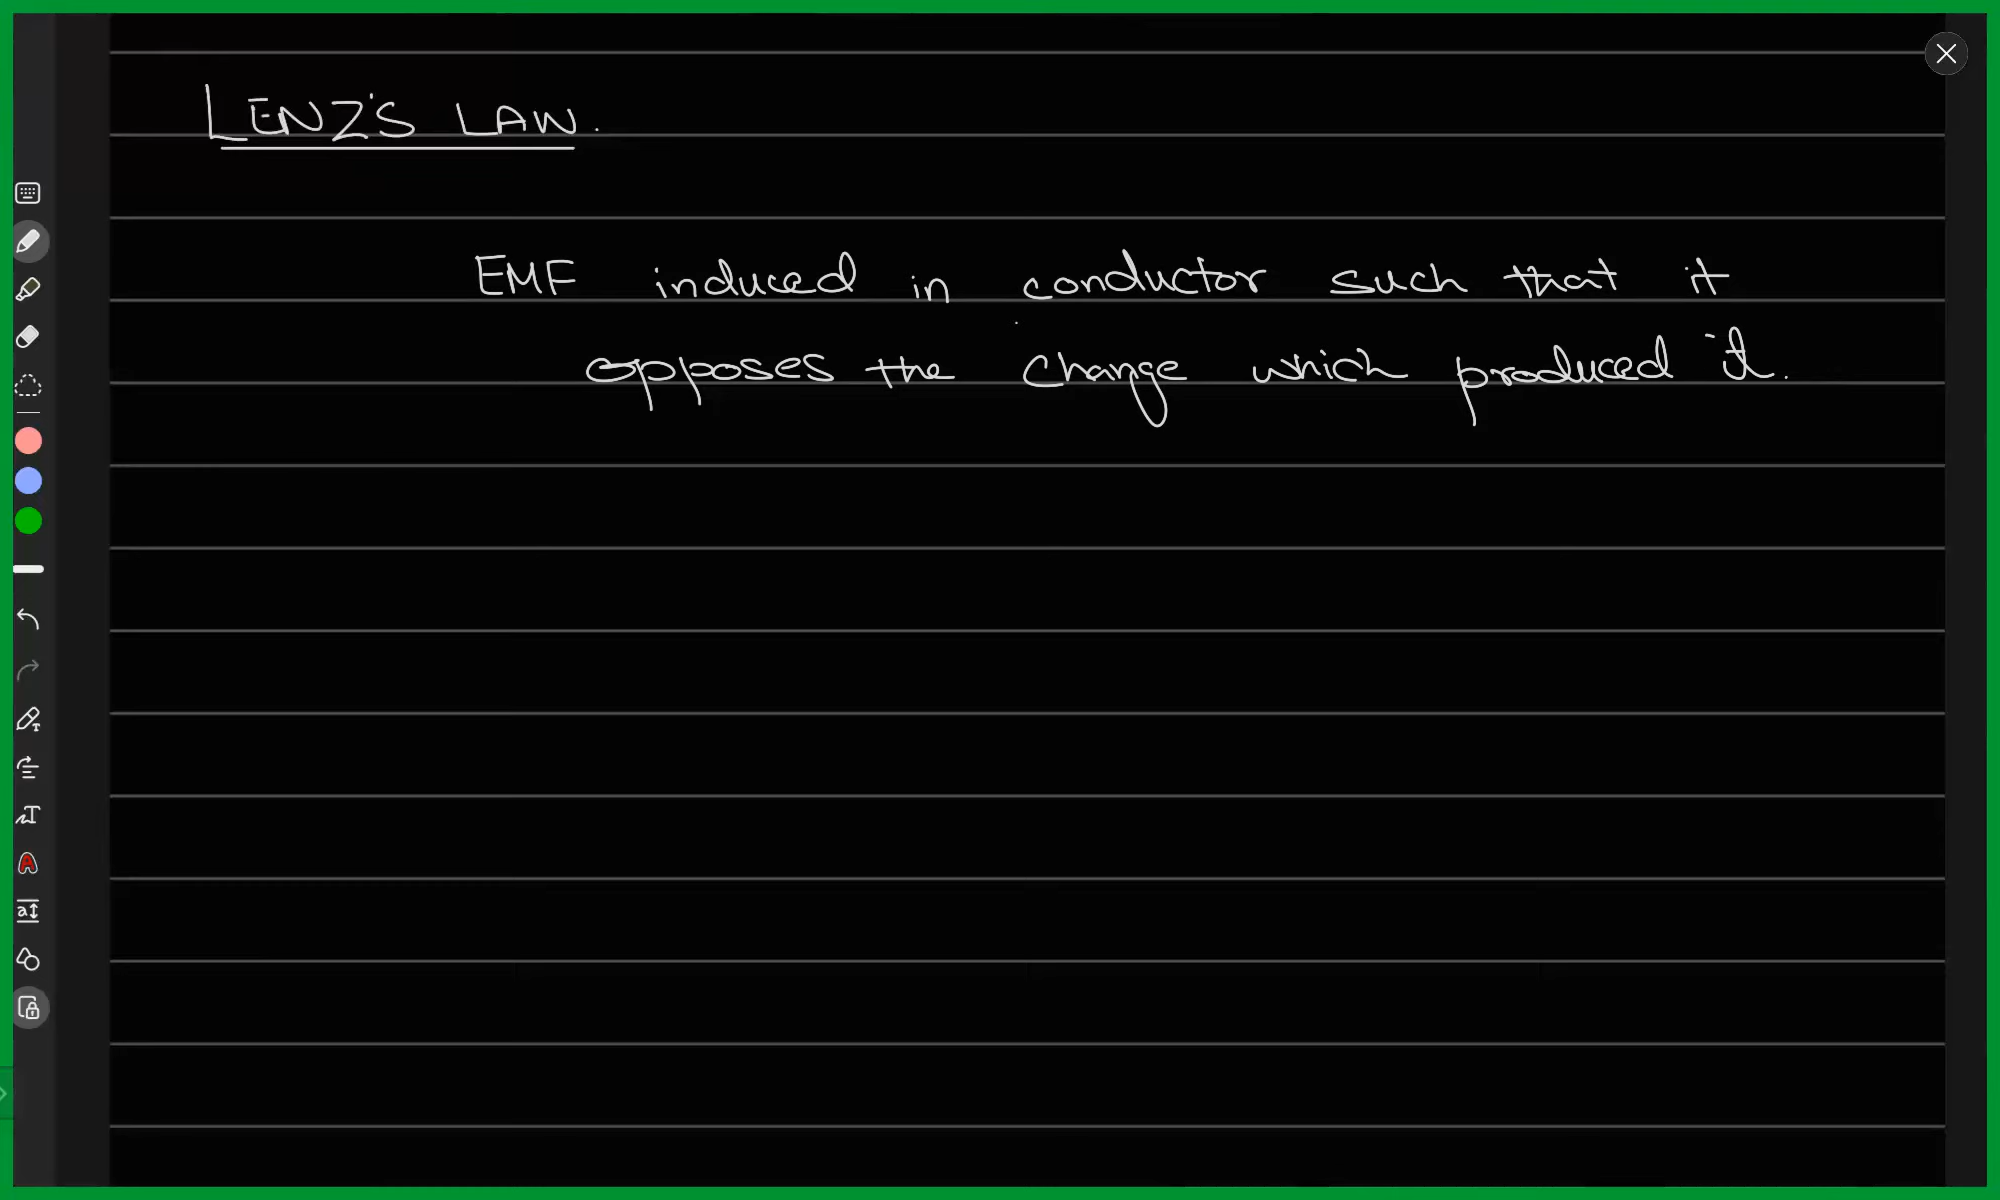 LENZ'S LAW.
EMF induced in conductor such that it
opposes the change which produced it.